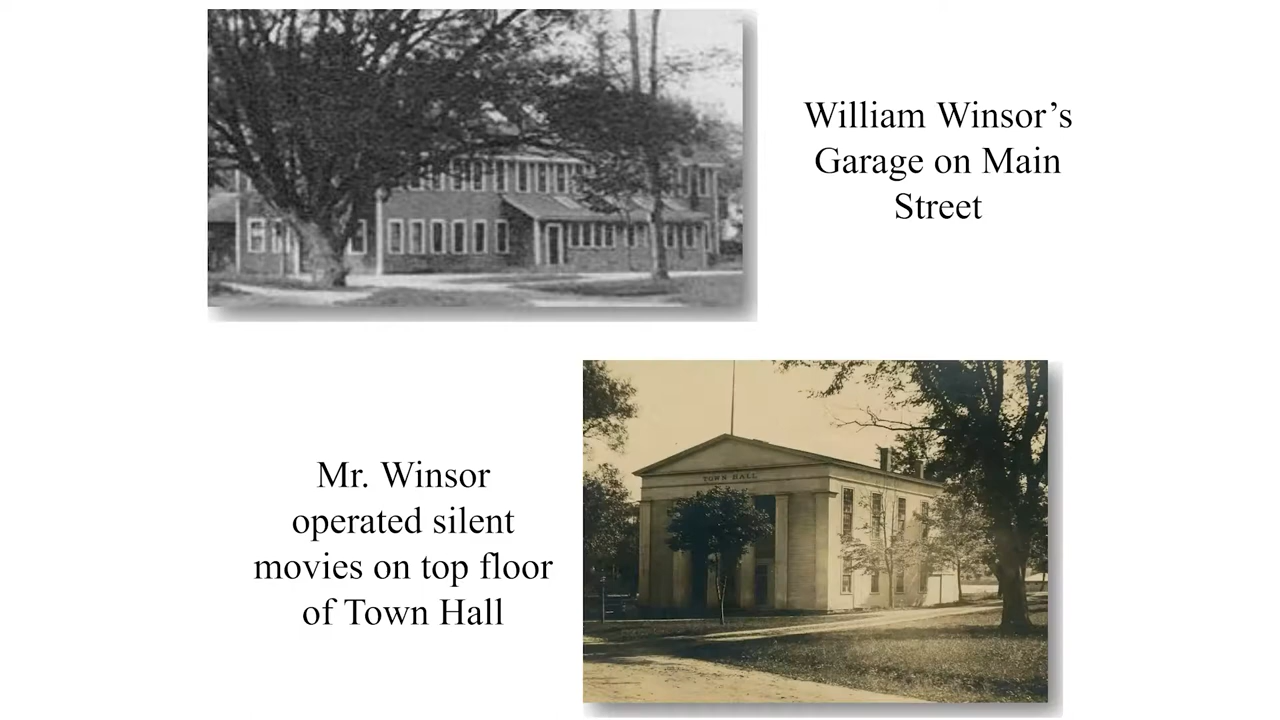 William Winsor’s
Garage on Main
Street
TOWN HALL
Mr. Winsor
operated silent
movies on top floor
of Town Hall